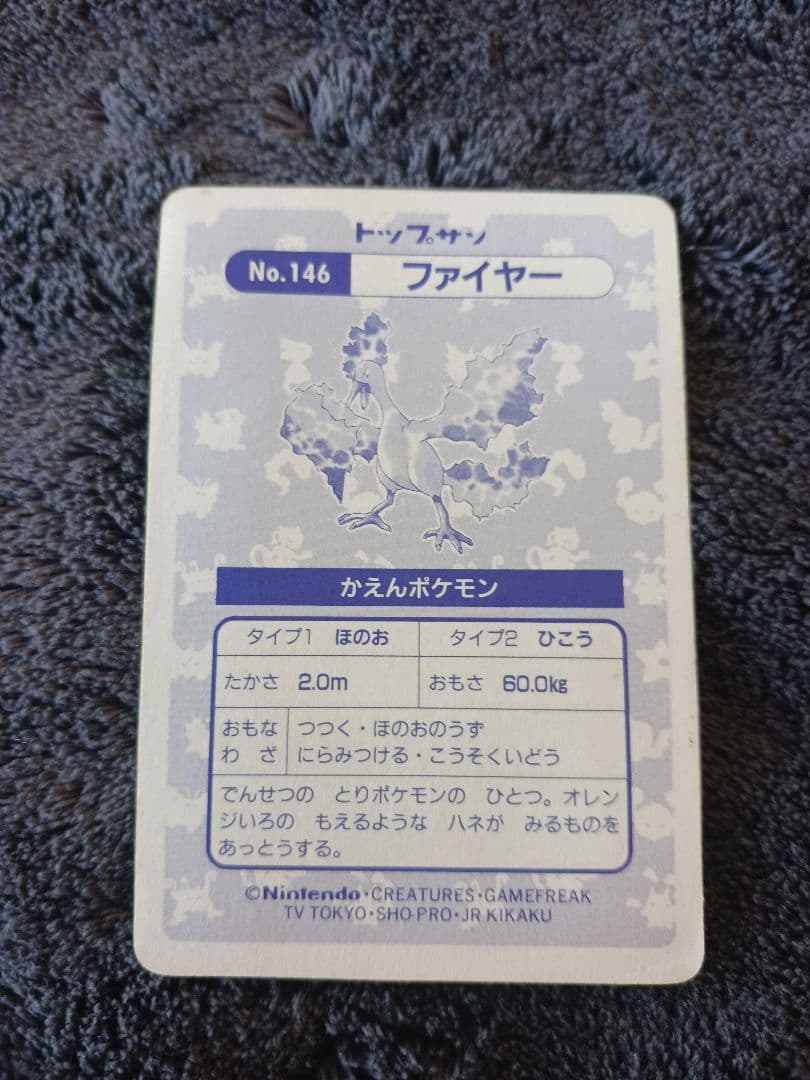 トップサン
No.146 ファイヤー
かえんポケモン
タイプ1 ほのお タイプ2 ひこう
たかさ 2.0m おもさ 60.0kg
おもな つつく・ほのおのうず
わ ざ にらみつける・こうそくいどう
でんせつの とりポケモンの ひとつ。オレン
ジいろの もえるような ハネが みるものを
あっとうする。
©Nintendo・CREATURES・GAMEFREAK
TV TOKYO・SHO-PRO・JR KIKAKU